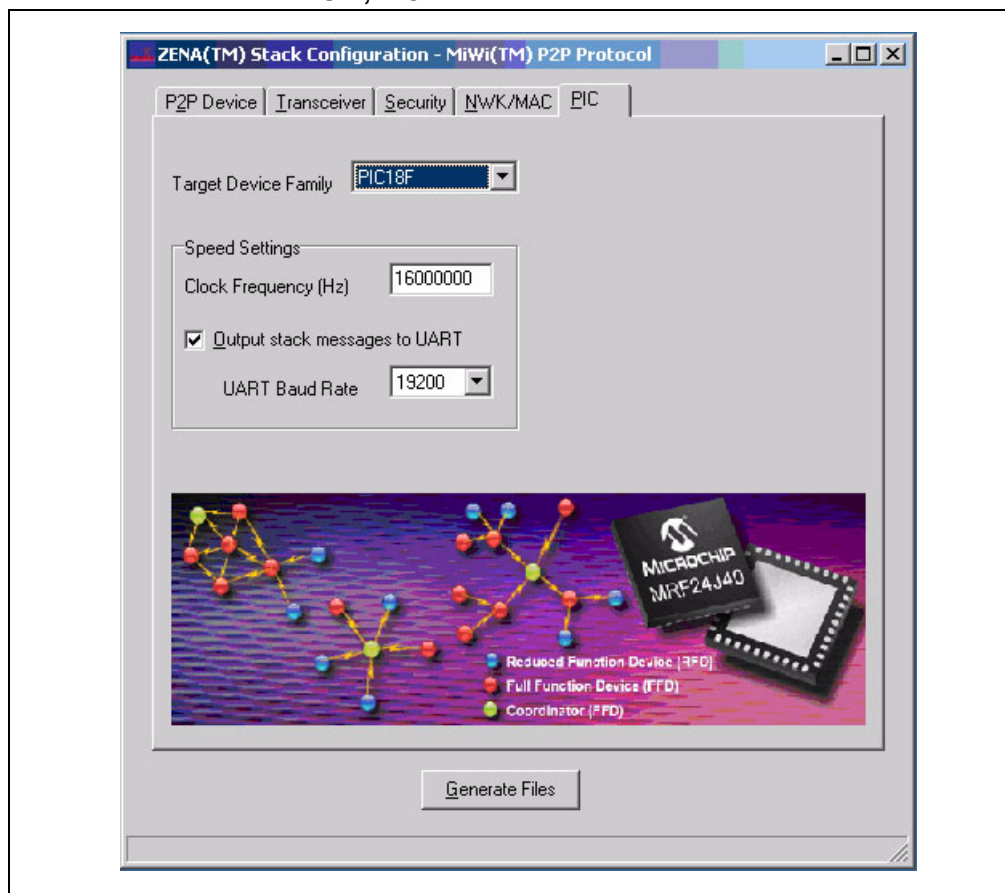 ZENA(TM) Stack Configuration - MiWi(TM) P2P Protocol
P2P Device Transceiver Security NWK/MAC PIC
Target Device Family PIC18F
Speed Settings
Clock Frequency (Hz) 16000000
Output stack messages to UART
UART Baud Rate 19200
MICROCHIP
MRF24J40
Reduced Function Device (RFD)
Full Function Device (FFD)
Coordinator (FFD)
Generate Files